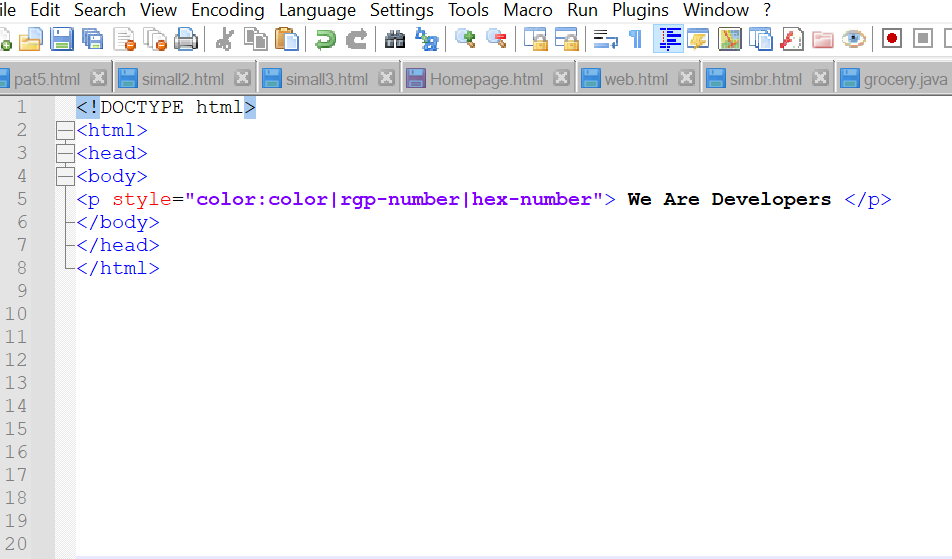 ile Edit Search View Encoding Language Settings Tools Macro Run Plugins Window ?
pat5.html simall2.html simall3.html Homepage.html web.html simbr.html grocery.java
1 <!DOCTYPE html>
2 <html>
3 <head>
4 <body>
5 <p style="color:color|rgp-number|hex-number"> We Are Developers </p>
6 </body>
7 </head>
8 </html>
9
10
11
12
13
14
15
16
17
18
19
20